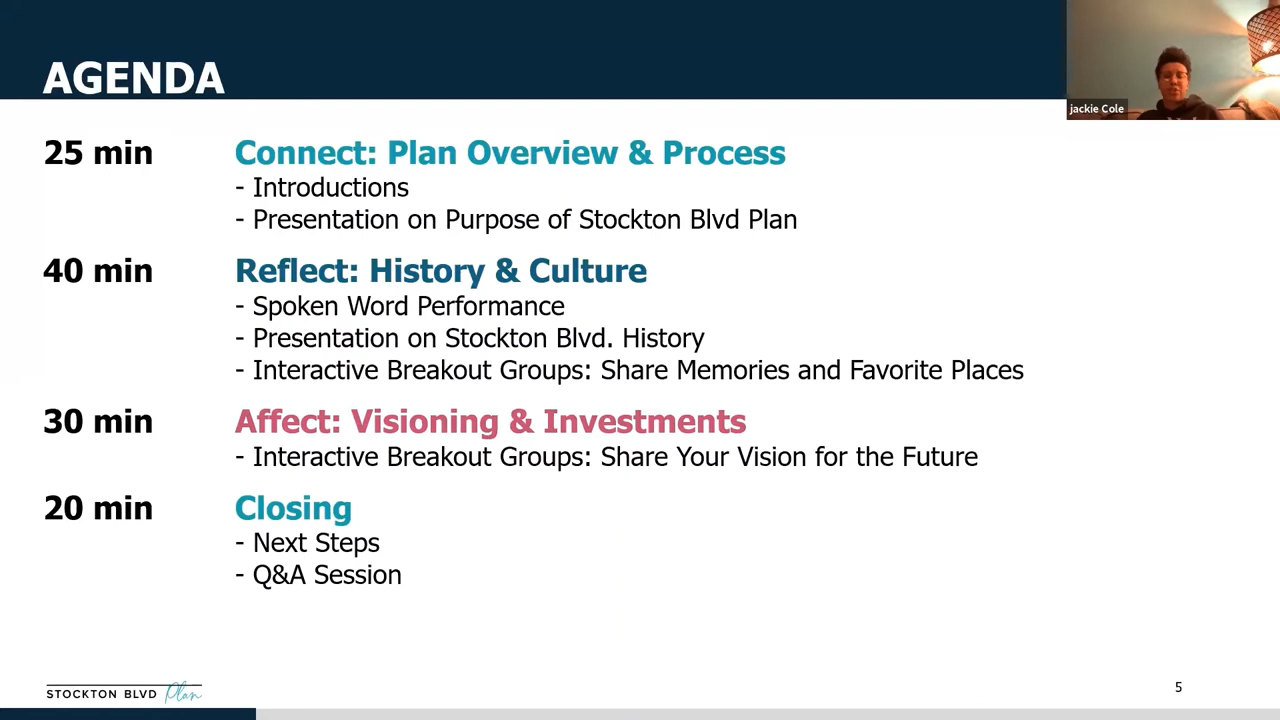 AGENDA
jackie Cole
25 min Connect: Plan Overview & Process
- Introductions
- Presentation on Purpose of Stockton Blvd Plan
40 min Reflect: History & Culture
- Spoken Word Performance
- Presentation on Stockton Blvd. History
- Interactive Breakout Groups: Share Memories and Favorite Places
30 min Affect: Visioning & Investments
- Interactive Breakout Groups: Share Your Vision for the Future
20 min Closing
- Next Steps
- Q&A Session
STOCKTON BLVD Plan
5